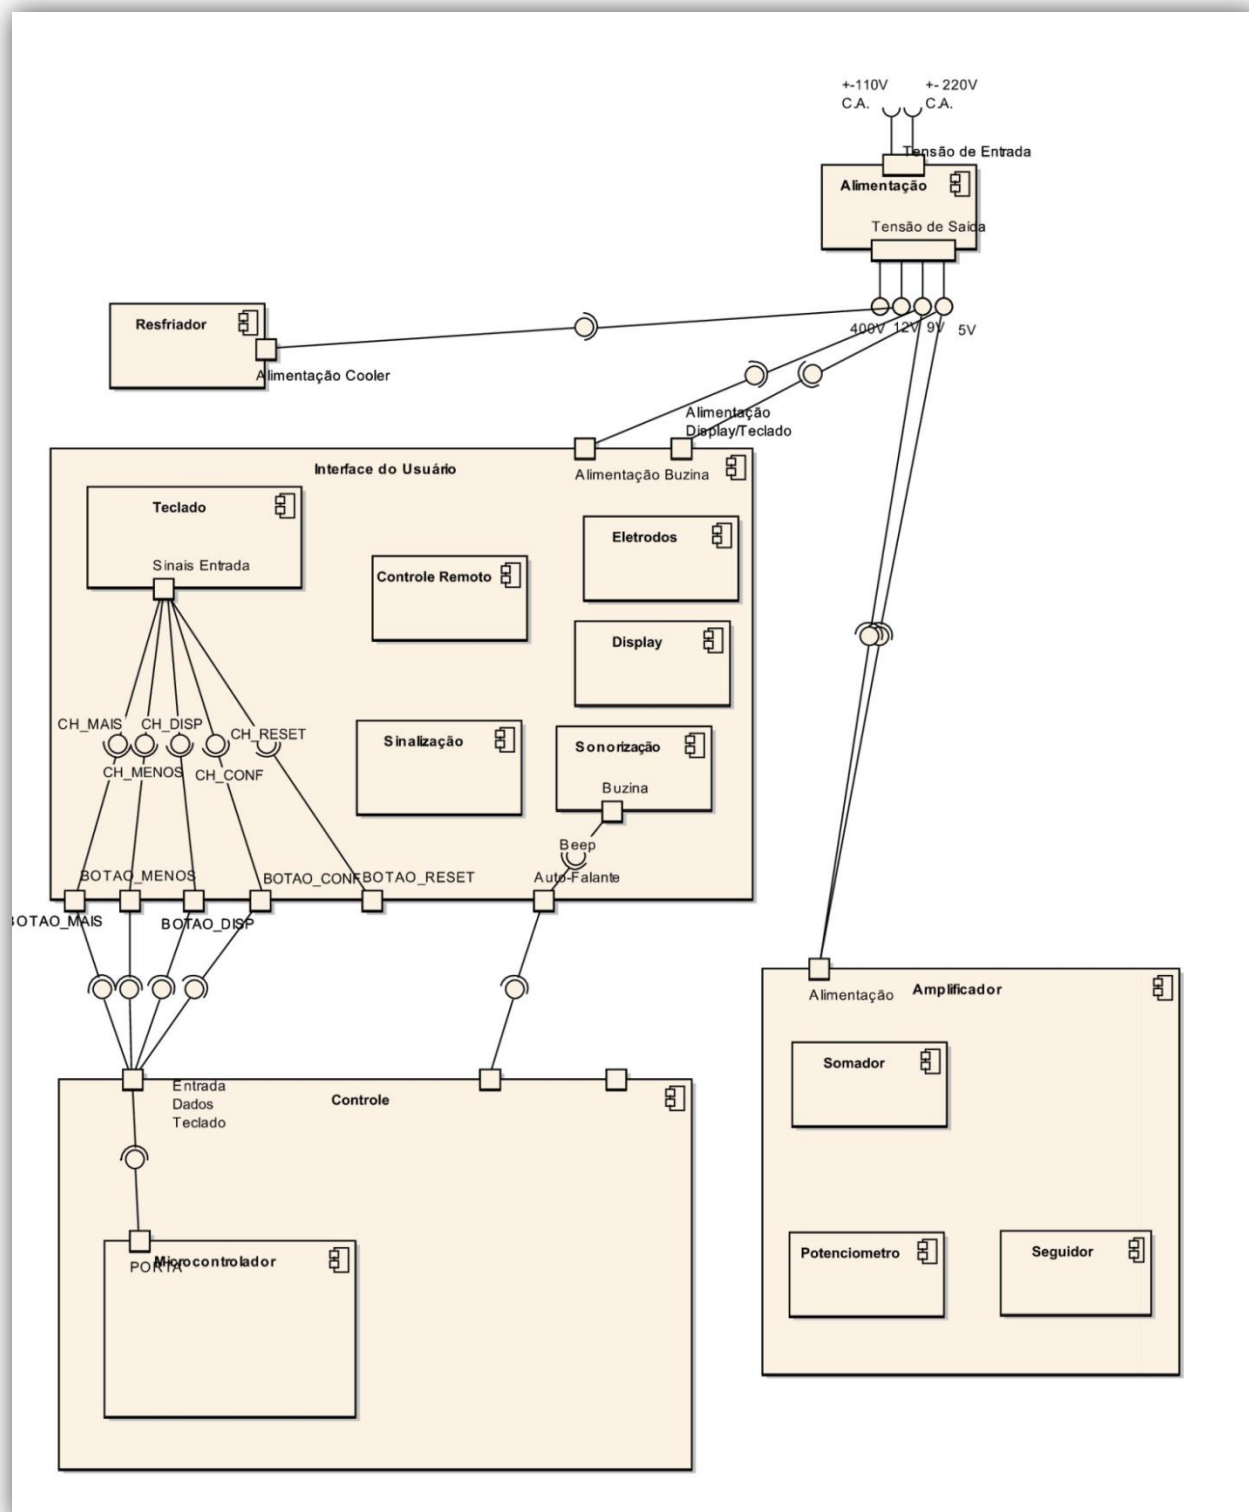 +-110V
C.A.
+- 220V
C.A.
Tensão de Entrada
Alimentação
Tensão de Saída
400V
12V
9V
5V
Resfriador
Alimentação Cooler
Alimentação
Display/Teclado
Interface do Usuário
Alimentação Buzina
Teclado
Sinais Entrada
Controle Remoto
Eletrodos
Display
CH_MAIS
CH_DISP
CH_RESET
CH_MENOS
CH_CONF
Sinalização
Sonorização
Buzina
Beep
BOTAO_MENOS
BOTAO_CONF
BOTAO_RESET
Auto-Falante
BOTAO_MAIS
BOTAO_DISP
Alimentação
Amplificador
Somador
Entrada
Dados
Teclado
Controle
Potenciometro
Seguidor
Microcontrolador
PORTA